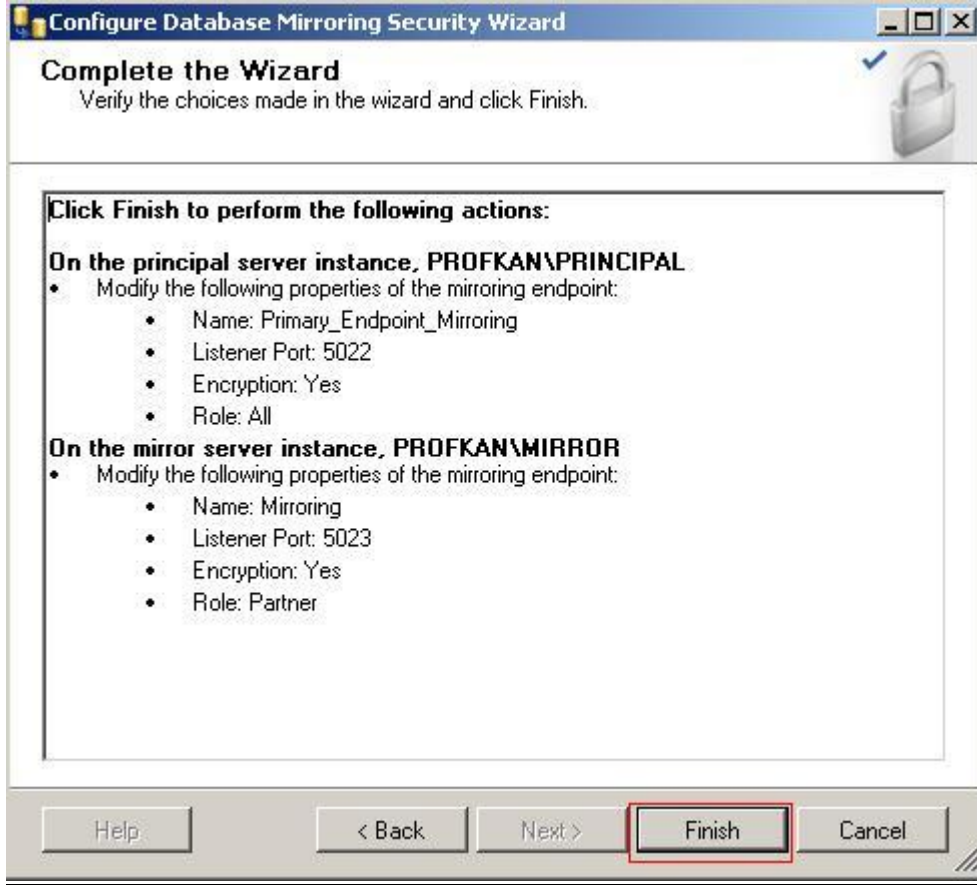 Configure Database Mirroring Security Wizard
Complete the Wizard
Verify the choices made in the wizard and click Finish.
Click Finish to perform the following actions:
On the principal server instance, PROFKAN\PRINCIPAL
• Modify the following properties of the mirroring endpoint:
• Name: Primary_Endpoint_Mirroring
• Listener Port: 5022
• Encryption: Yes
• Role: All
On the mirror server instance, PROFKAN\MIRROR
• Modify the following properties of the mirroring endpoint:
• Name: Mirroring
• Listener Port: 5023
• Encryption: Yes
• Role: Partner
Help < Back Next > Finish Cancel